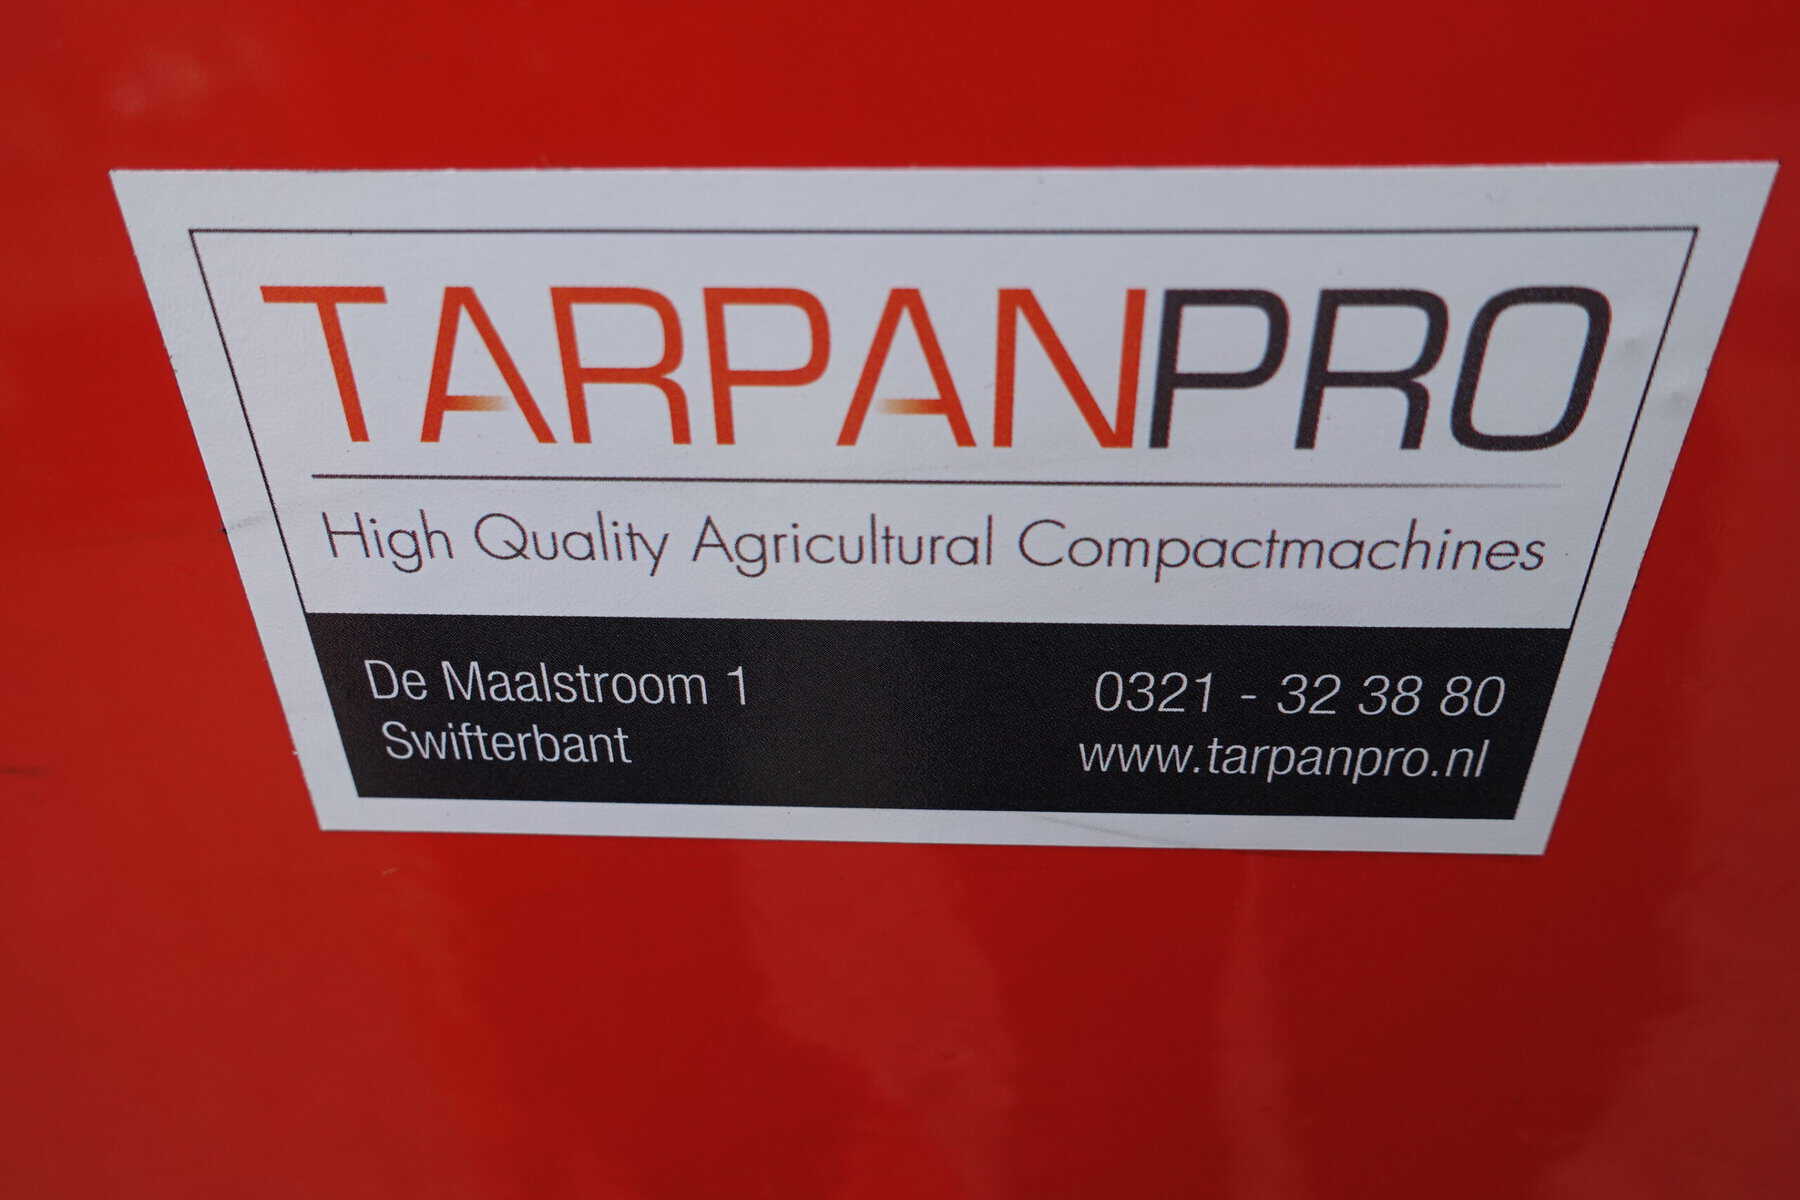 TARPANPRO
High Quality Agricultural Compactmachines
De Maalstroom 1
Swifterbant
0321 - 32 38 80
www.tarpanpro.nl